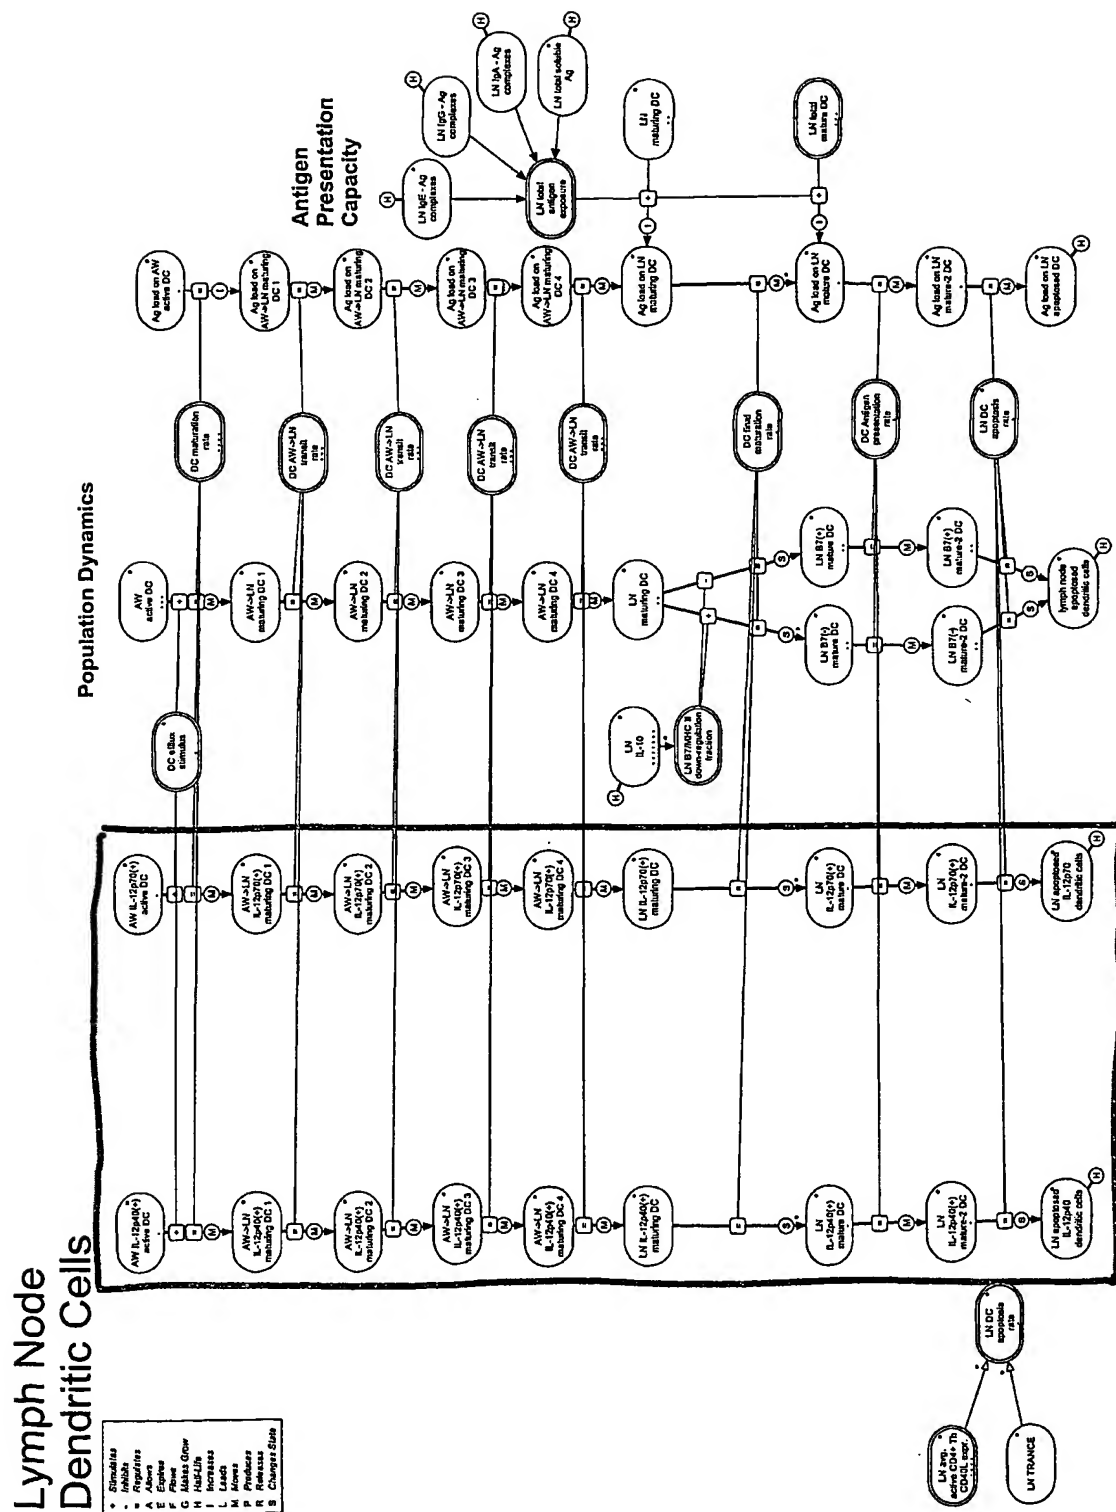 Lymph Node
Dendritic Cells
+ Stimulates
- Inhibits
= Regulates
A Allows
E Expires
F Flows
G Makes Grow
H Half-Life
I Increases
L Leads
M Moves
P Produces
R Releases
S Changes State
Population Dynamics
Antigen
Presentation
Capacity
AW IL-12p40(+)
active DC
AW IL-12p70(+)
active DC
DC efflux
stimulus
AW
active DC
DC maturation
rate
Ag load on AW
active DC
AW->LN
IL-12p40(+)
maturing DC 1
AW->LN
IL-12p70(+)
maturing DC 1
AW->LN
maturing DC 1
DC AW->LN
transit
rate
Ag load on
AW->LN maturing
DC 1
AW->LN
IL-12p40(+)
maturing DC 2
AW->LN
IL-12p70(+)
maturing DC 2
AW->LN
maturing DC 2
DC AW->LN
transit
rate
Ag load on
AW->LN maturing
DC 2
AW->LN
IL-12p40(+)
maturing DC 3
AW->LN
IL-12p70(+)
maturing DC 3
AW->LN
maturing DC 3
DC AW->LN
transit
rate
Ag load on
AW->LN maturing
DC 3
AW->LN
IL-12p40(+)
maturing DC 4
AW->LN
IL-12p70(+)
maturing DC 4
AW->LN
maturing DC 4
DC AW->LN
transit
rate
Ag load on
AW->LN maturing
DC 4
LN IgE - Ag
complexes
LN IgG - Ag
complexes
LN IgA - Ag
complexes
LN total soluble
Ag
LN total
antigen
exposure
LN IL-12p40(+)
maturing DC
LN IL-12p70(+)
maturing DC
LN
IL-10
LN
maturing DC
Ag load on LN
maturing DC
LN
maturing DC
LN B7/MHC II
down-regulation
fraction
DC final
maturation
rate
LN
IL-12p40(+)
mature DC
LN
IL-12p70(+)
mature DC
LN B7(-)
mature DC
LN B7(+)
mature DC
DC Antigen
presentation
rate
Ag load on LN
mature DC
LN total
mature DC
LN
IL-12p40(+)
mature-2 DC
LN
IL-12p70(+)
mature-2 DC
LN B7(-)
mature-2 DC
LN B7(+)
mature-2 DC
LN DC
apoptosis
rate
Ag load on LN
mature-2 DC
LN apoptosed
IL-12p40
dendritic cells
LN apoptosed
IL-12p70
dendritic cells
lymph node
apoptosed
dendritic cells
Ag load on LN
apoptosed DC
LN avg.
active CD4+ Th
CD40L expr.
LN TRANCE
LN DC
apoptosis
rate